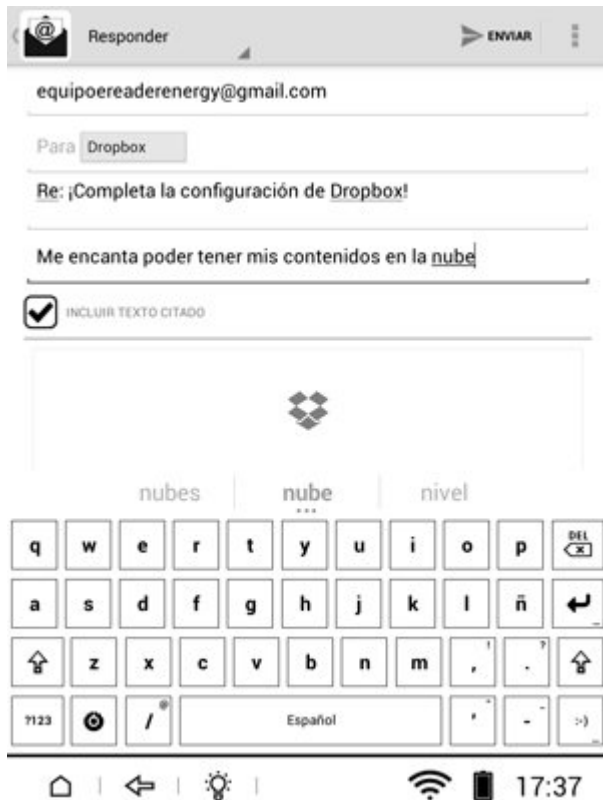 @
Responder
ENVIAR
equipoereaderenergy@gmail.com
Para Dropbox
Re: ¡Completa la configuración de Dropbox!
Me encanta poder tener mis contenidos en la nube
INCLUIR TEXTO CITADO
nubes nube nivel
q w e r t y u i o p DEL
a s d f g h j k l ñ
z x c v b n m , ! . ?
?123 / @ Español ' - :-)
17:37